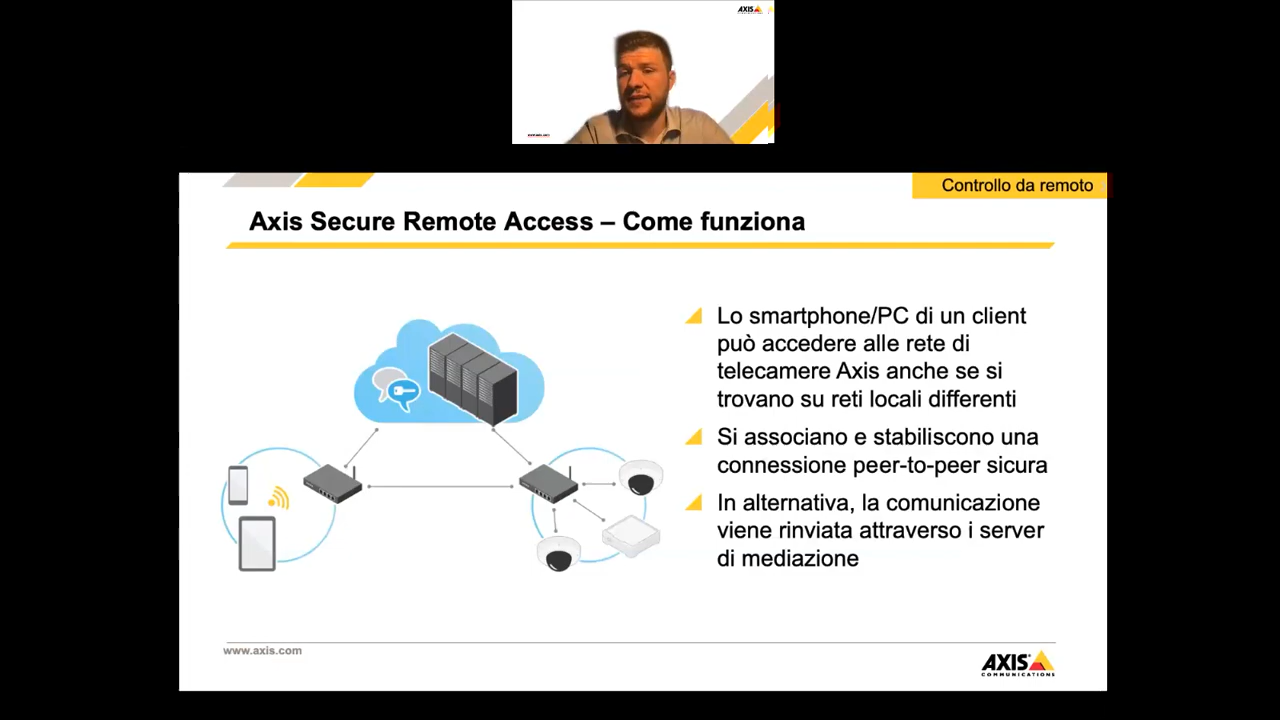 AXIS
Controllo da remoto
Axis Secure Remote Access – Come funziona
Lo smartphone/PC di un client
può accedere alle rete di
telecamere Axis anche se si
trovano su reti locali differenti
Si associano e stabiliscono una
connessione peer-to-peer sicura
In alternativa, la comunicazione
viene rinviata attraverso i server
di mediazione
www.axis.com
AXIS
COMMUNICATIONS